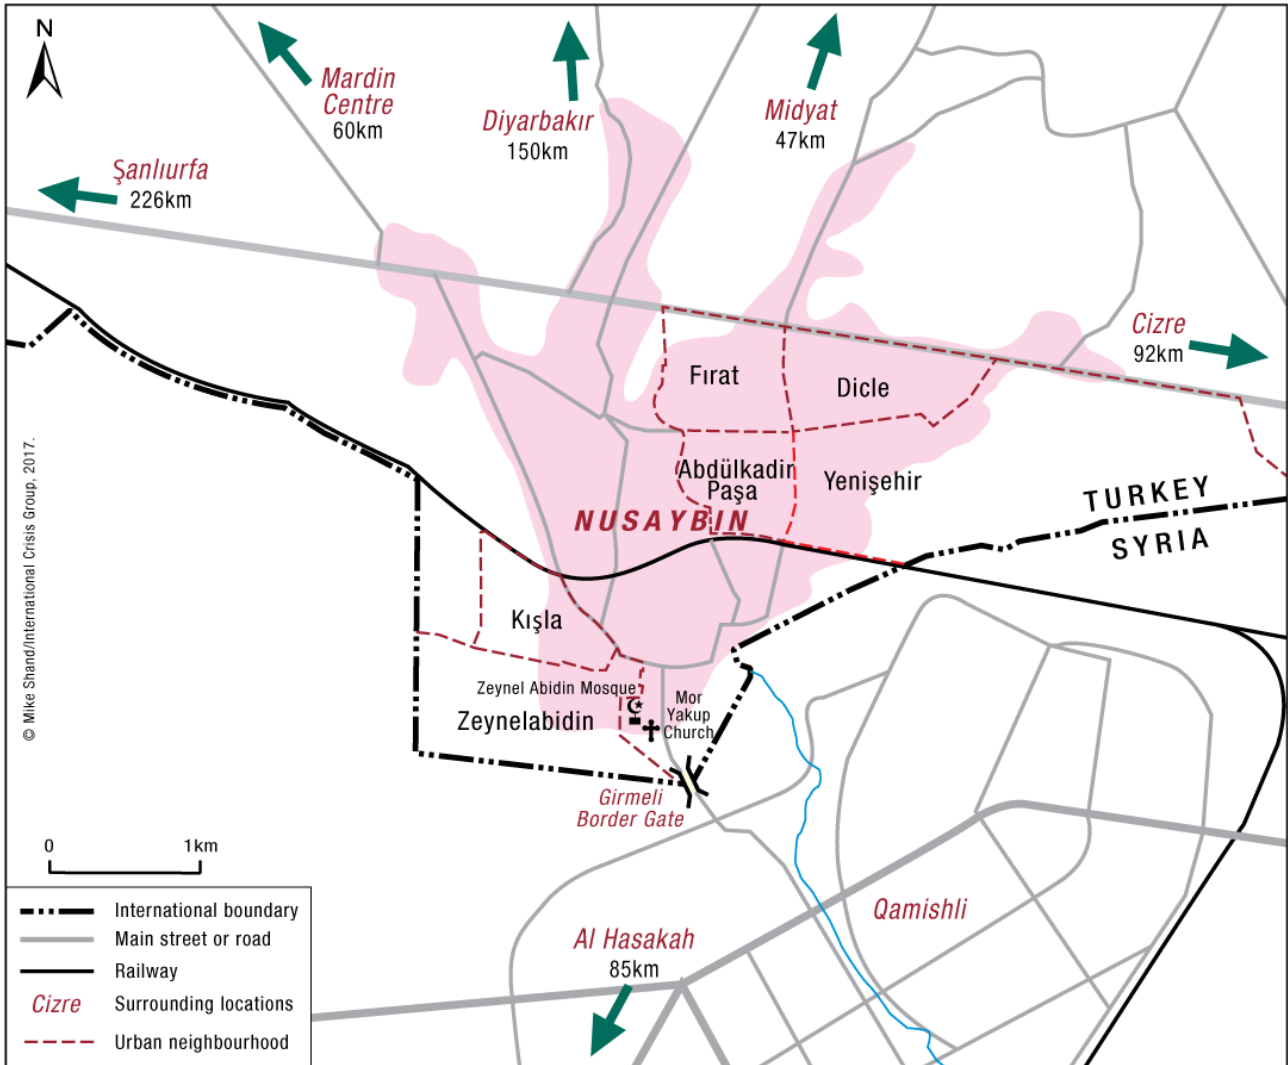 N
Mardin
Centre
60km
Diyarbakır
150km
Midyat
47km
Şanlıurfa
226km
Cizre
92km
Fırat
Dicle
Abdülkadir
Paşa
Yenişehir
NUSAYBIN
TURKEY
SYRIA
Kışla
Zeynel Abidin Mosque
Zeynelabidin
Mor
Yakup
Church
Girmeli
Border Gate
© Mike Shand/International Crisis Group, 2017.
0
1km
Qamishli
Al Hasakah
85km
International boundary
Main street or road
Railway
Cizre
Surrounding locations
Urban neighbourhood